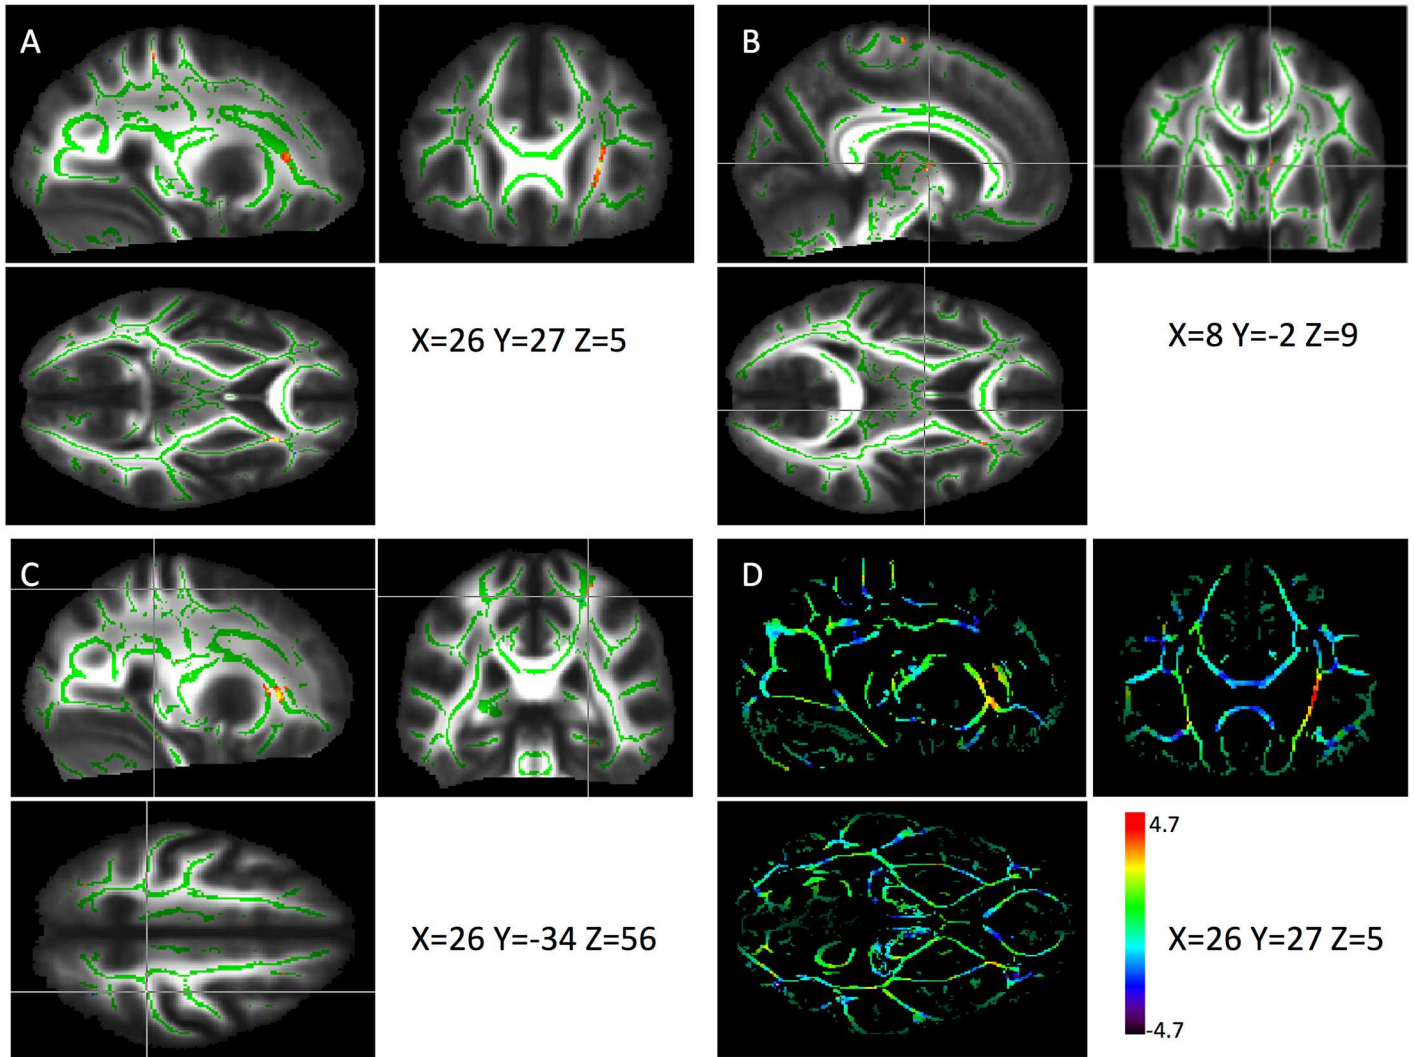 A
B
X=26 Y=27 Z=5
X=8 Y=-2 Z=9
C
D
4.7
X=26 Y=-34 Z=56
X=26 Y=27 Z=5
-4.7